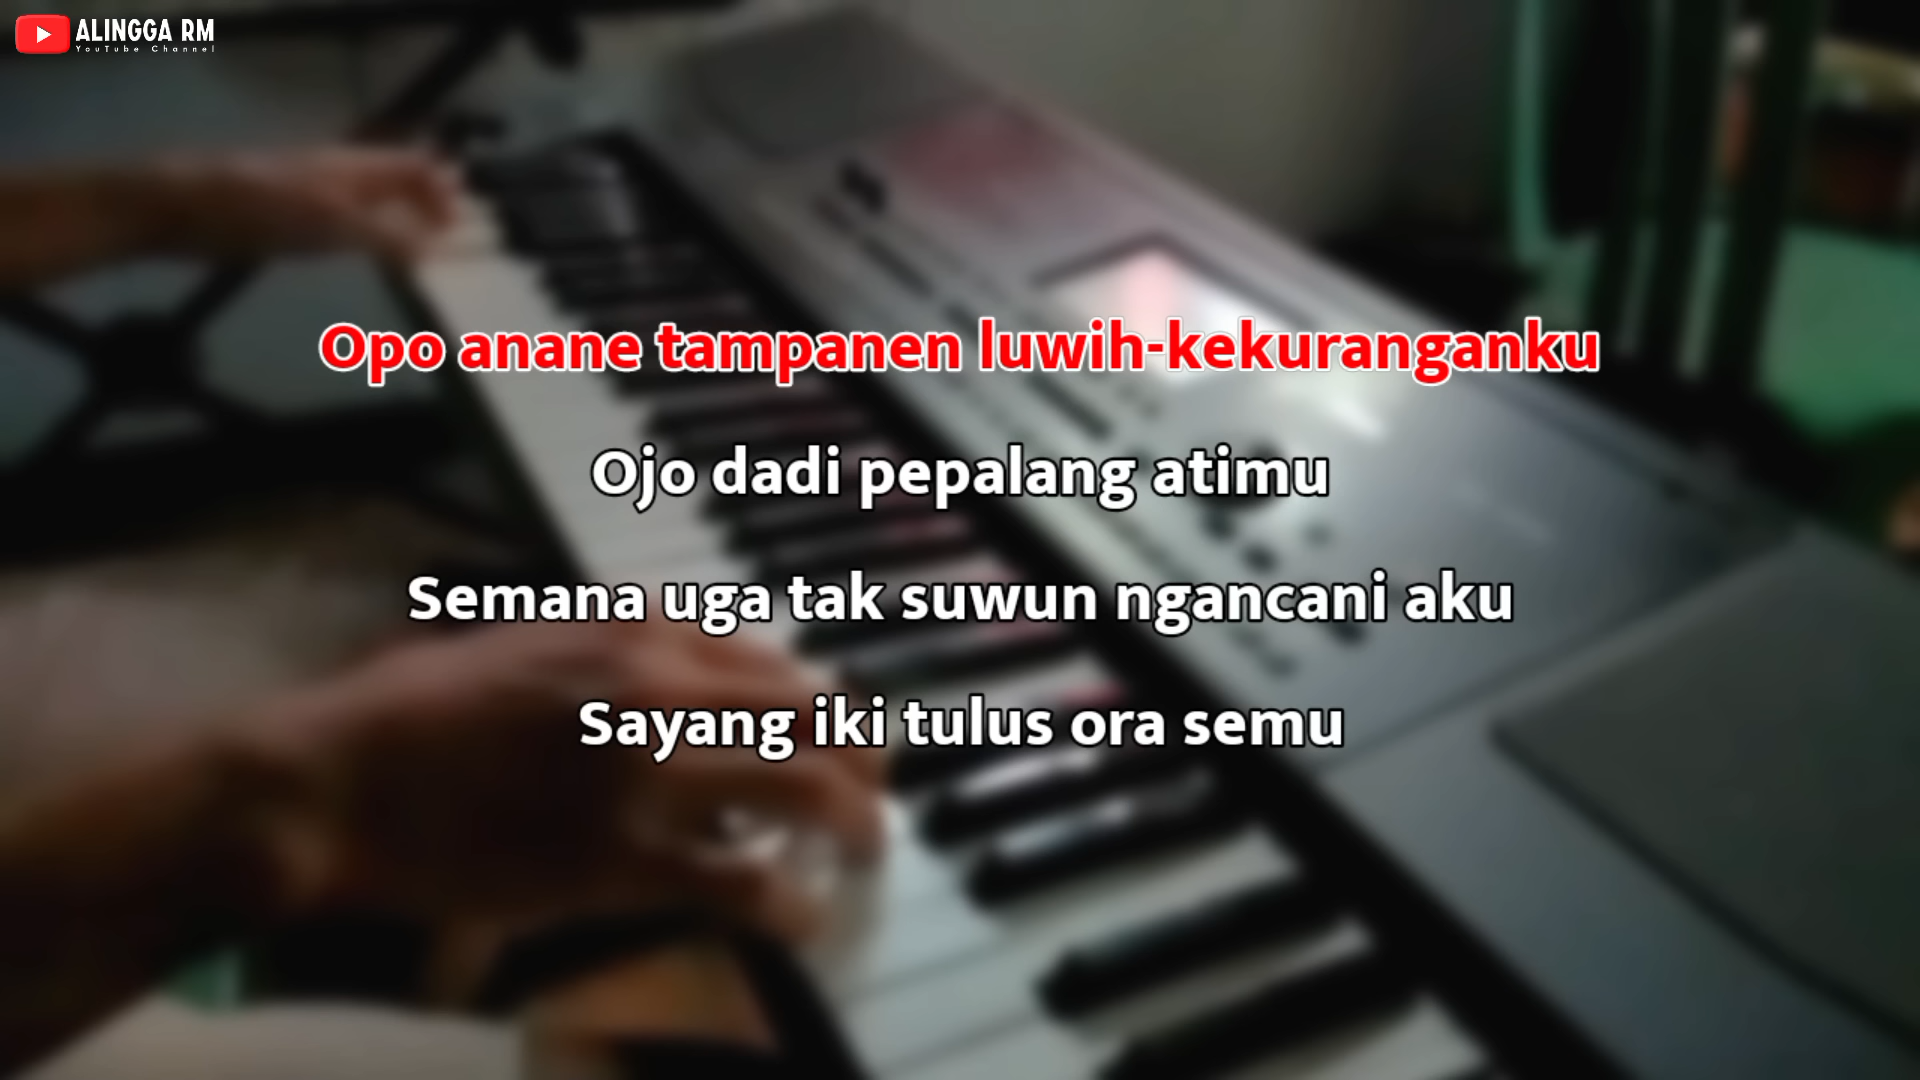 ALINGGA RM
YouTube Channel
Opo anane tampanen luwih-kekuranganku
Ojo dadi pepalang atimu
Semana uga tak suwun ngancani aku
Sayang iki tulus ora semu